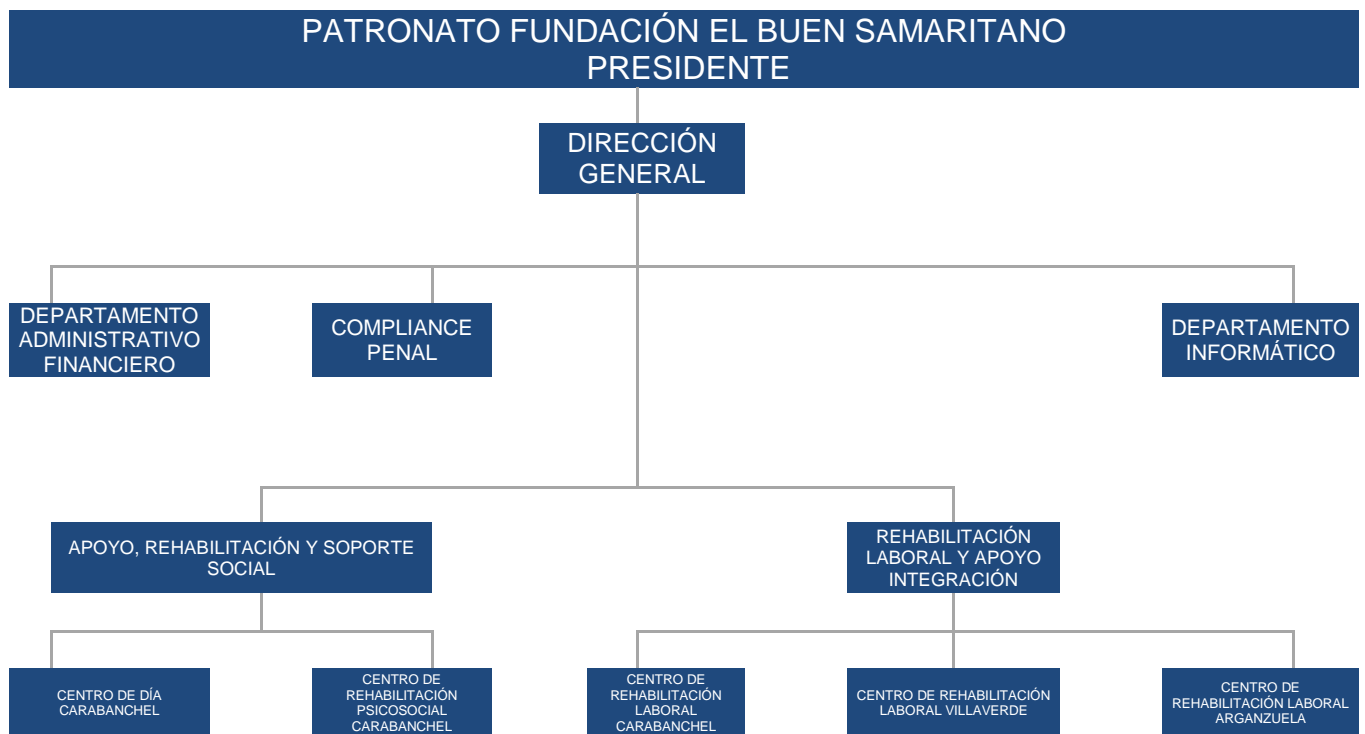 PATRONATO FUNDACIÓN EL BUEN SAMARITANO
PRESIDENTE
DIRECCIÓN
GENERAL
DEPARTAMENTO
ADMINISTRATIVO
FINANCIERO
COMPLIANCE
PENAL
DEPARTAMENTO
INFORMÁTICO
APOYO, REHABILITACIÓN Y SOPORTE
SOCIAL
REHABILITACIÓN
LABORAL Y APOYO
INTEGRACIÓN
CENTRO DE DÍA
CARABANCHEL
CENTRO DE
REHABILITACIÓN
PSICOSOCIAL
CARABANCHEL
CENTRO DE
REHABILITACIÓN
LABORAL
CARABANCHEL
CENTRO DE REHABILITACIÓN
LABORAL VILLAVERDE
CENTRO DE
REHABILITACIÓN LABORAL
ARGANZUELA